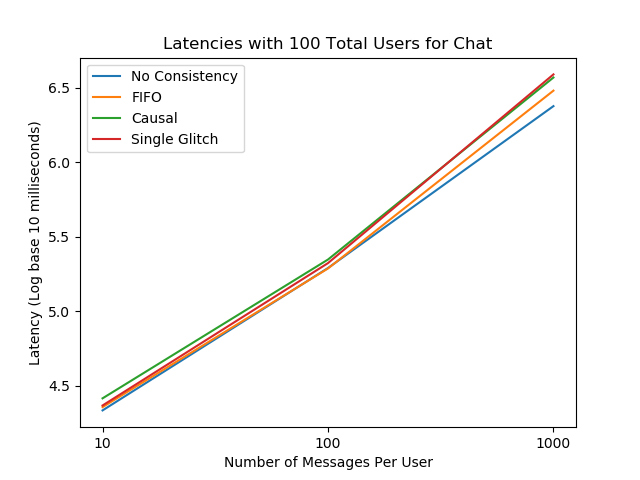 Latencies with 100 Total Users for Chat
No Consistency
FIFO
Causal
Single Glitch
Latency (Log base 10 milliseconds)
6.5
6.0
5.5
5.0
4.5
10
100
1000
Number of Messages Per User